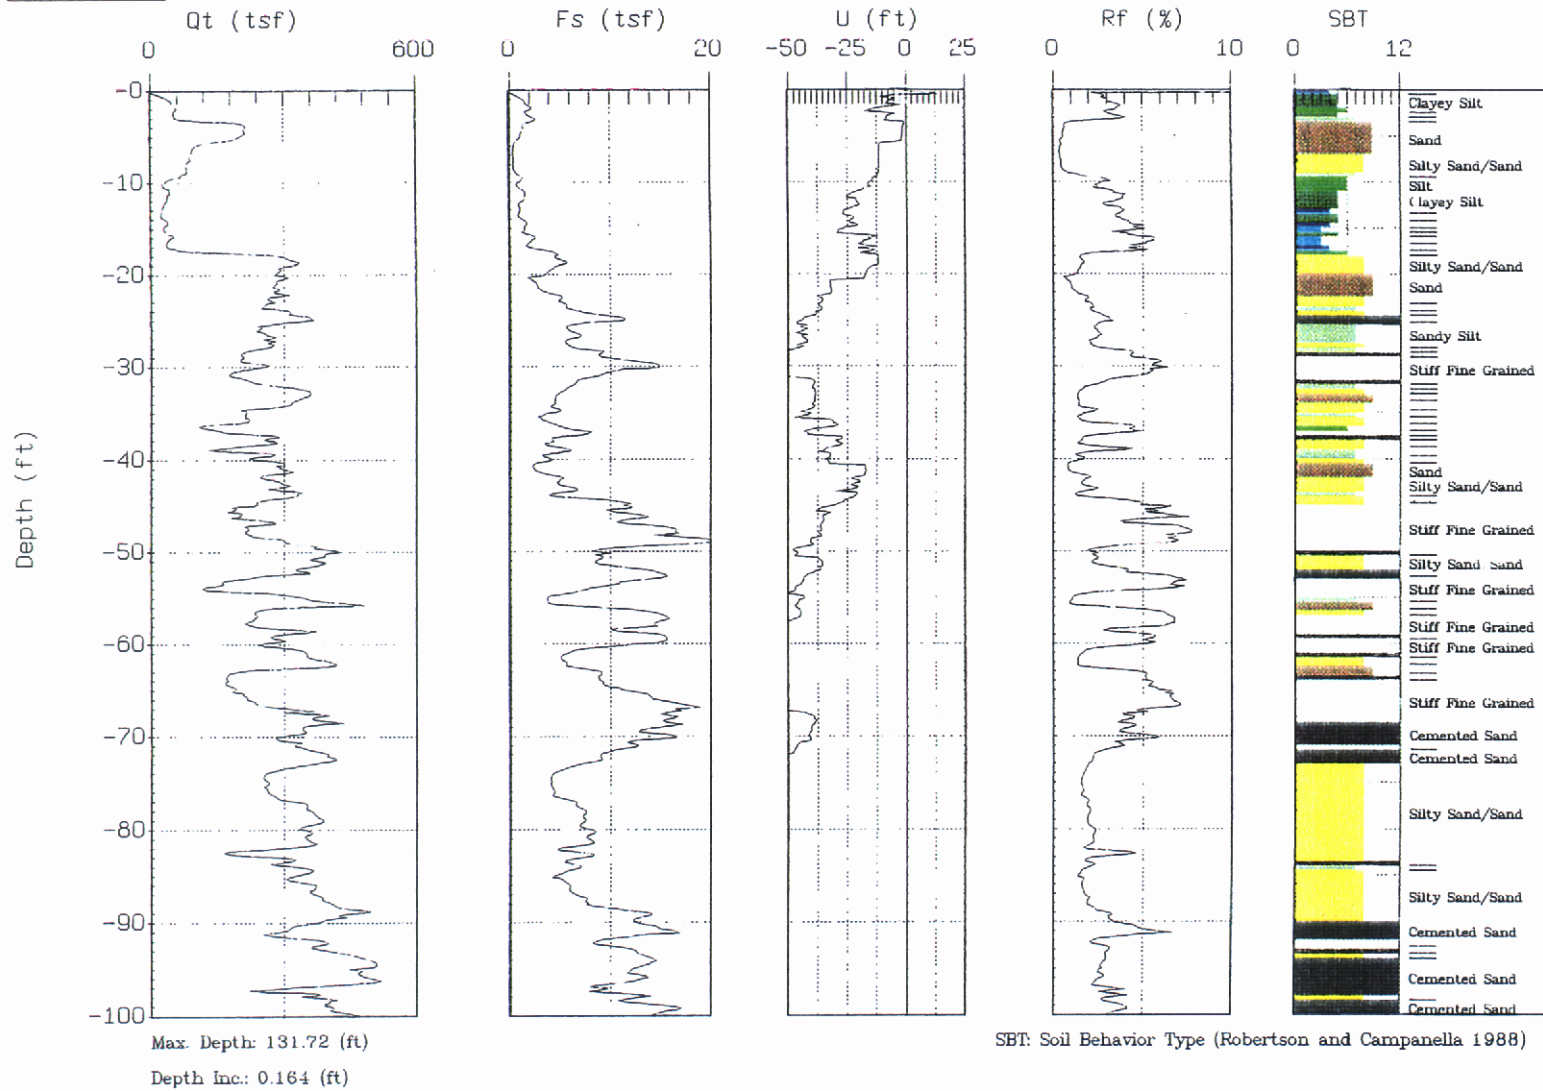 Qt (tsf) Fs (tsf) U (ft) Rf (%) SBT
0 600 0 20 -50 -25 0 25 0 10 0 12
-0
Clayey Silt
Sand
Silty Sand/Sand
-10
Silt
Clayey Silt
Silty Sand/Sand
-20
Sand
Sandy Silt
-30
Stiff Fine Grained
Depth (ft)
-40
Sand
Silty Sand/Sand
Stiff Fine Grained
-50
Silty Sand Sand
Stiff Fine Grained
Stiff Fine Grained
-60
Stiff Fine Grained
Stiff Fine Grained
-70
Cemented Sand
Cemented Sand
Silty Sand/Sand
-80
Silty Sand/Sand
-90
Cemented Sand
Cemented Sand
-100
Cemented Sand
Max. Depth: 131.72 (ft)
SBT: Soil Behavior Type (Robertson and Campanella 1988)
Depth Inc.: 0.164 (ft)